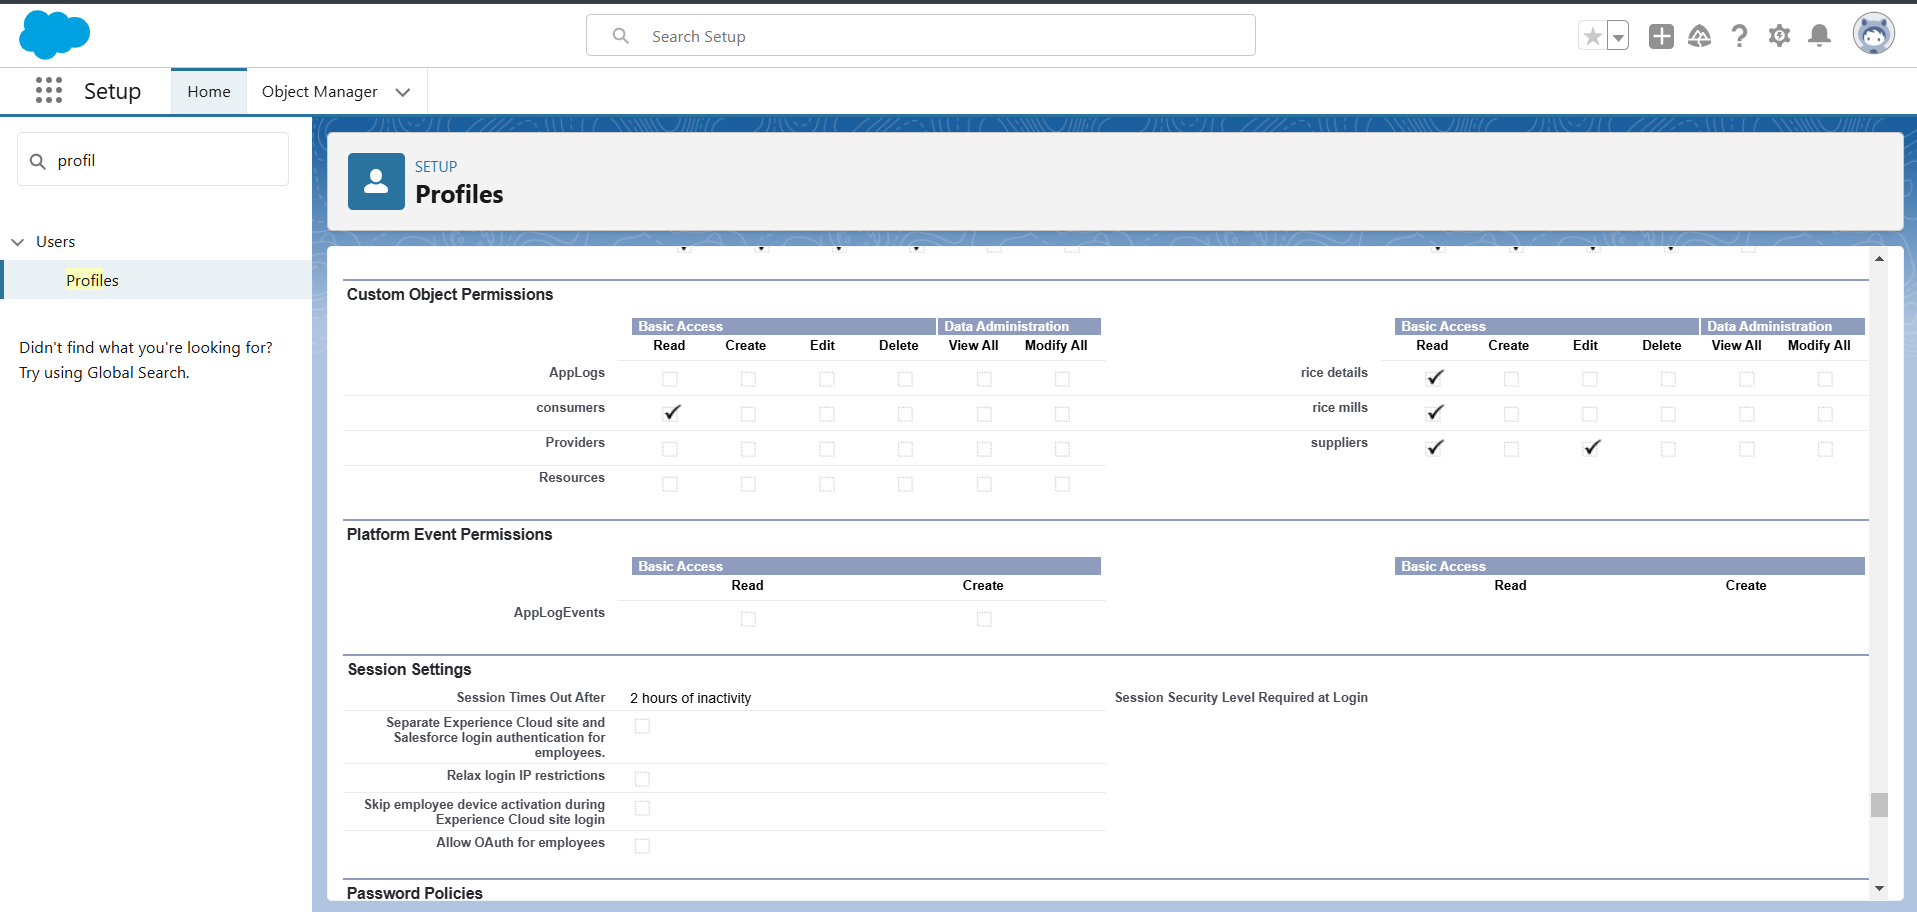 Search Setup
Setup
Home
Object Manager
profil
Users
Profiles
Didn't find what you're looking for?
Try using Global Search.
SETUP
Profiles
Custom Object Permissions
Basic Access Data Administration Basic Access Data Administration
Read Create Edit Delete View All Modify All Read Create Edit Delete View All Modify All
AppLogs rice details
consumers rice mills
Providers suppliers
Resources
Platform Event Permissions
Basic Access Basic Access
Read Create Read Create
AppLogEvents
Session Settings
Session Times Out After 2 hours of inactivity Session Security Level Required at Login
Separate Experience Cloud site and
Salesforce login authentication for
employees.
Relax login IP restrictions
Skip employee device activation during
Experience Cloud site login
Allow OAuth for employees
Password Policies